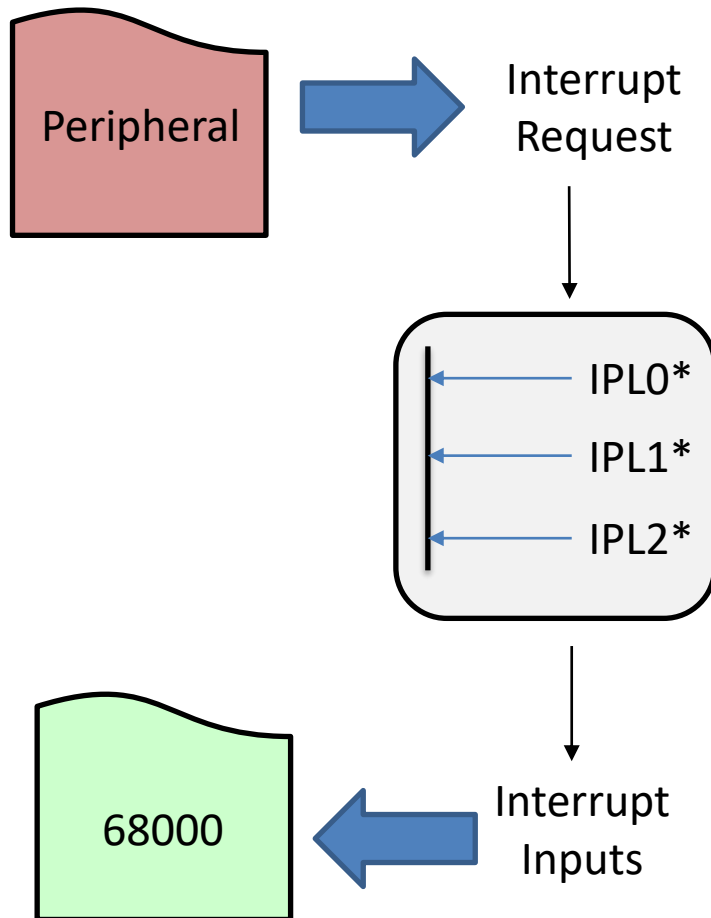 Peripheral
Interrupt
Request
IPL0*
IPL1*
IPL2*
68000
Interrupt
Inputs